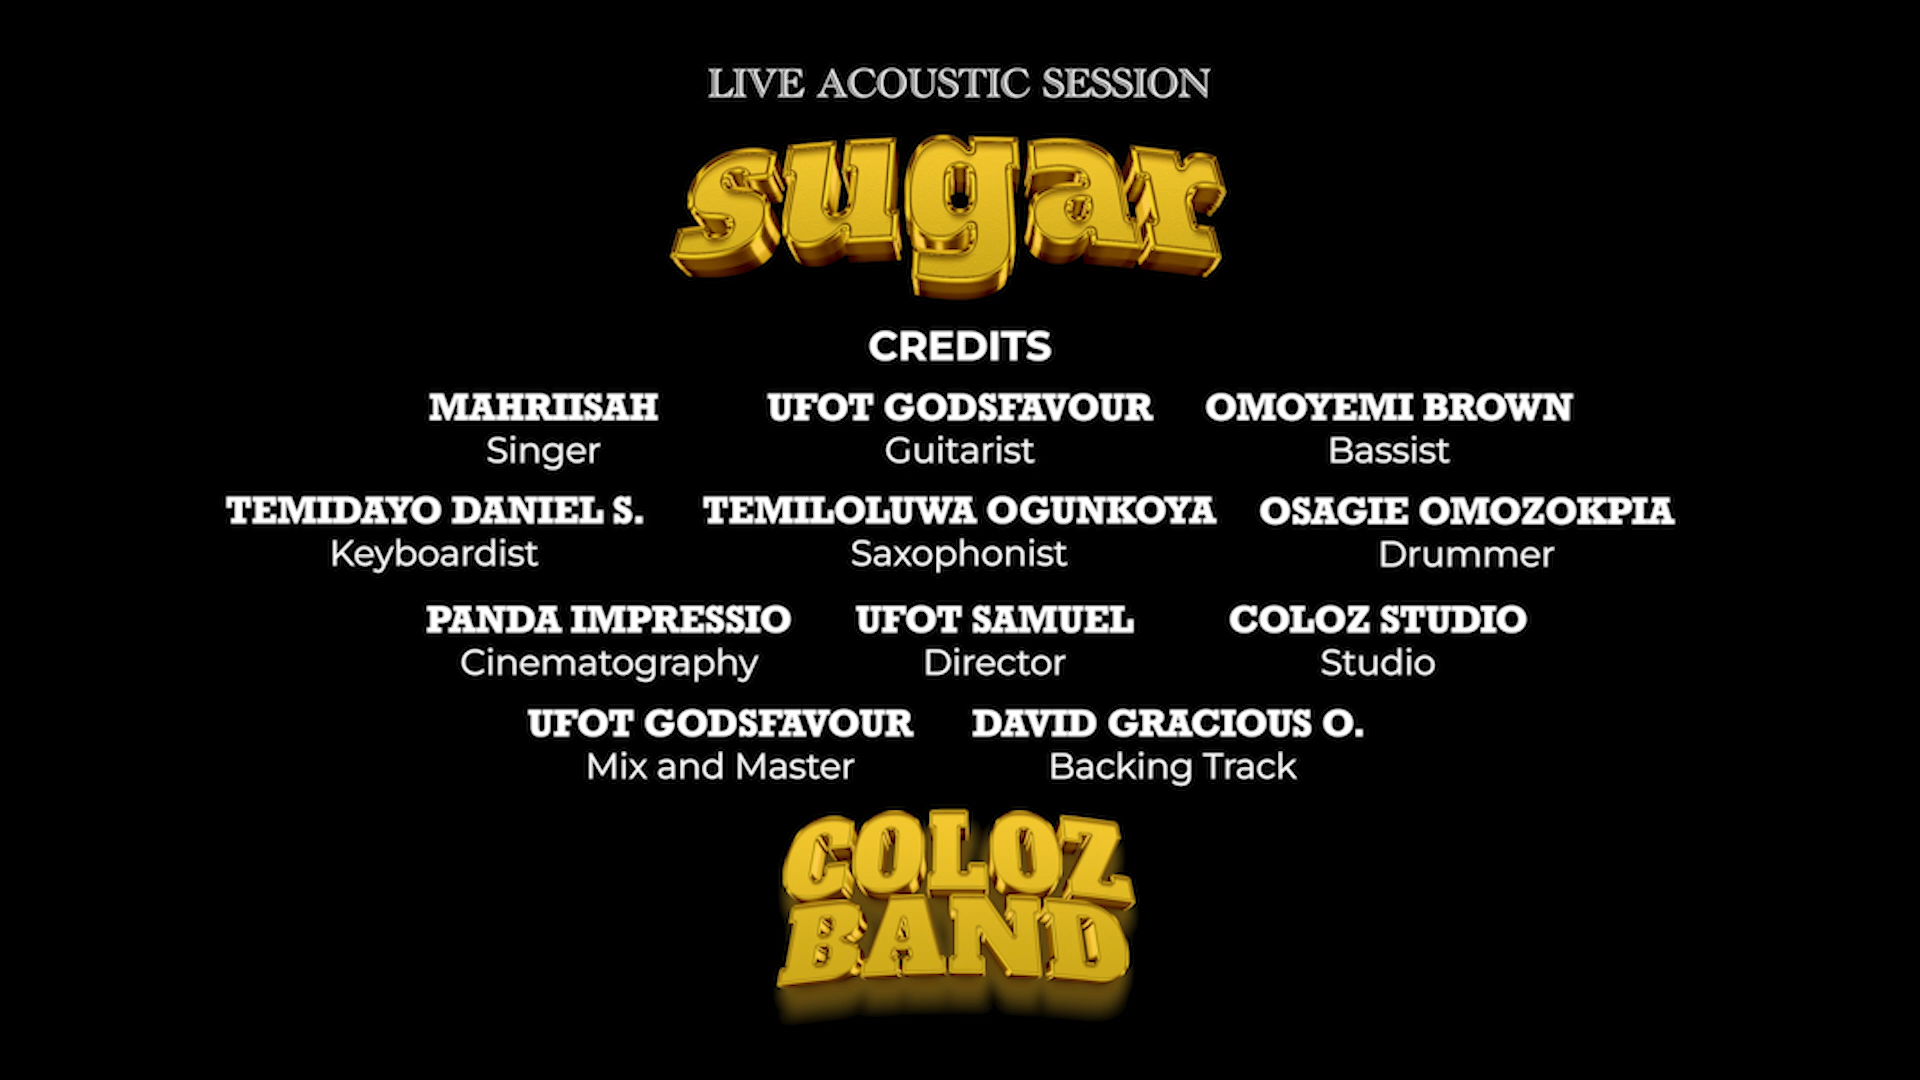 LIVE ACOUSTIC SESSION
sugar
CREDITS
MAHRIISAH UFOT GODSFAVOUR OMOYEMI BROWN
Singer Guitarist Bassist
TEMIDAYO DANIEL S. TEMILOLUWA OGUNKOYA OSAGIE OMOZOKPIA
Keyboardist Saxophonist Drummer
PANDA IMPRESSIO UFOT SAMUEL COLOZ STUDIO
Cinematography Director Studio
UFOT GODSFAVOUR DAVID GRACIOUS O.
Mix and Master Backing Track
COLOZ
BAND